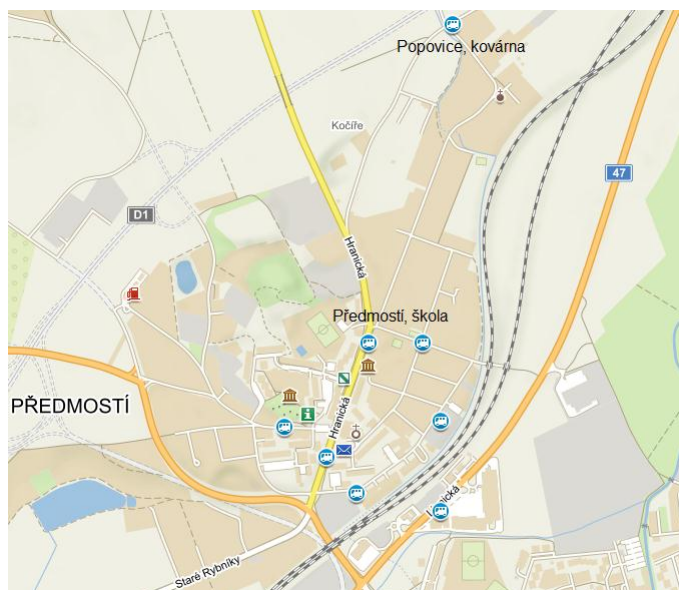 Popovice, kovárna
Kočíře
47
D1
Hranická
Předmostí, škola
PŘEDMOSTÍ
Hranická
Staré Rybníky